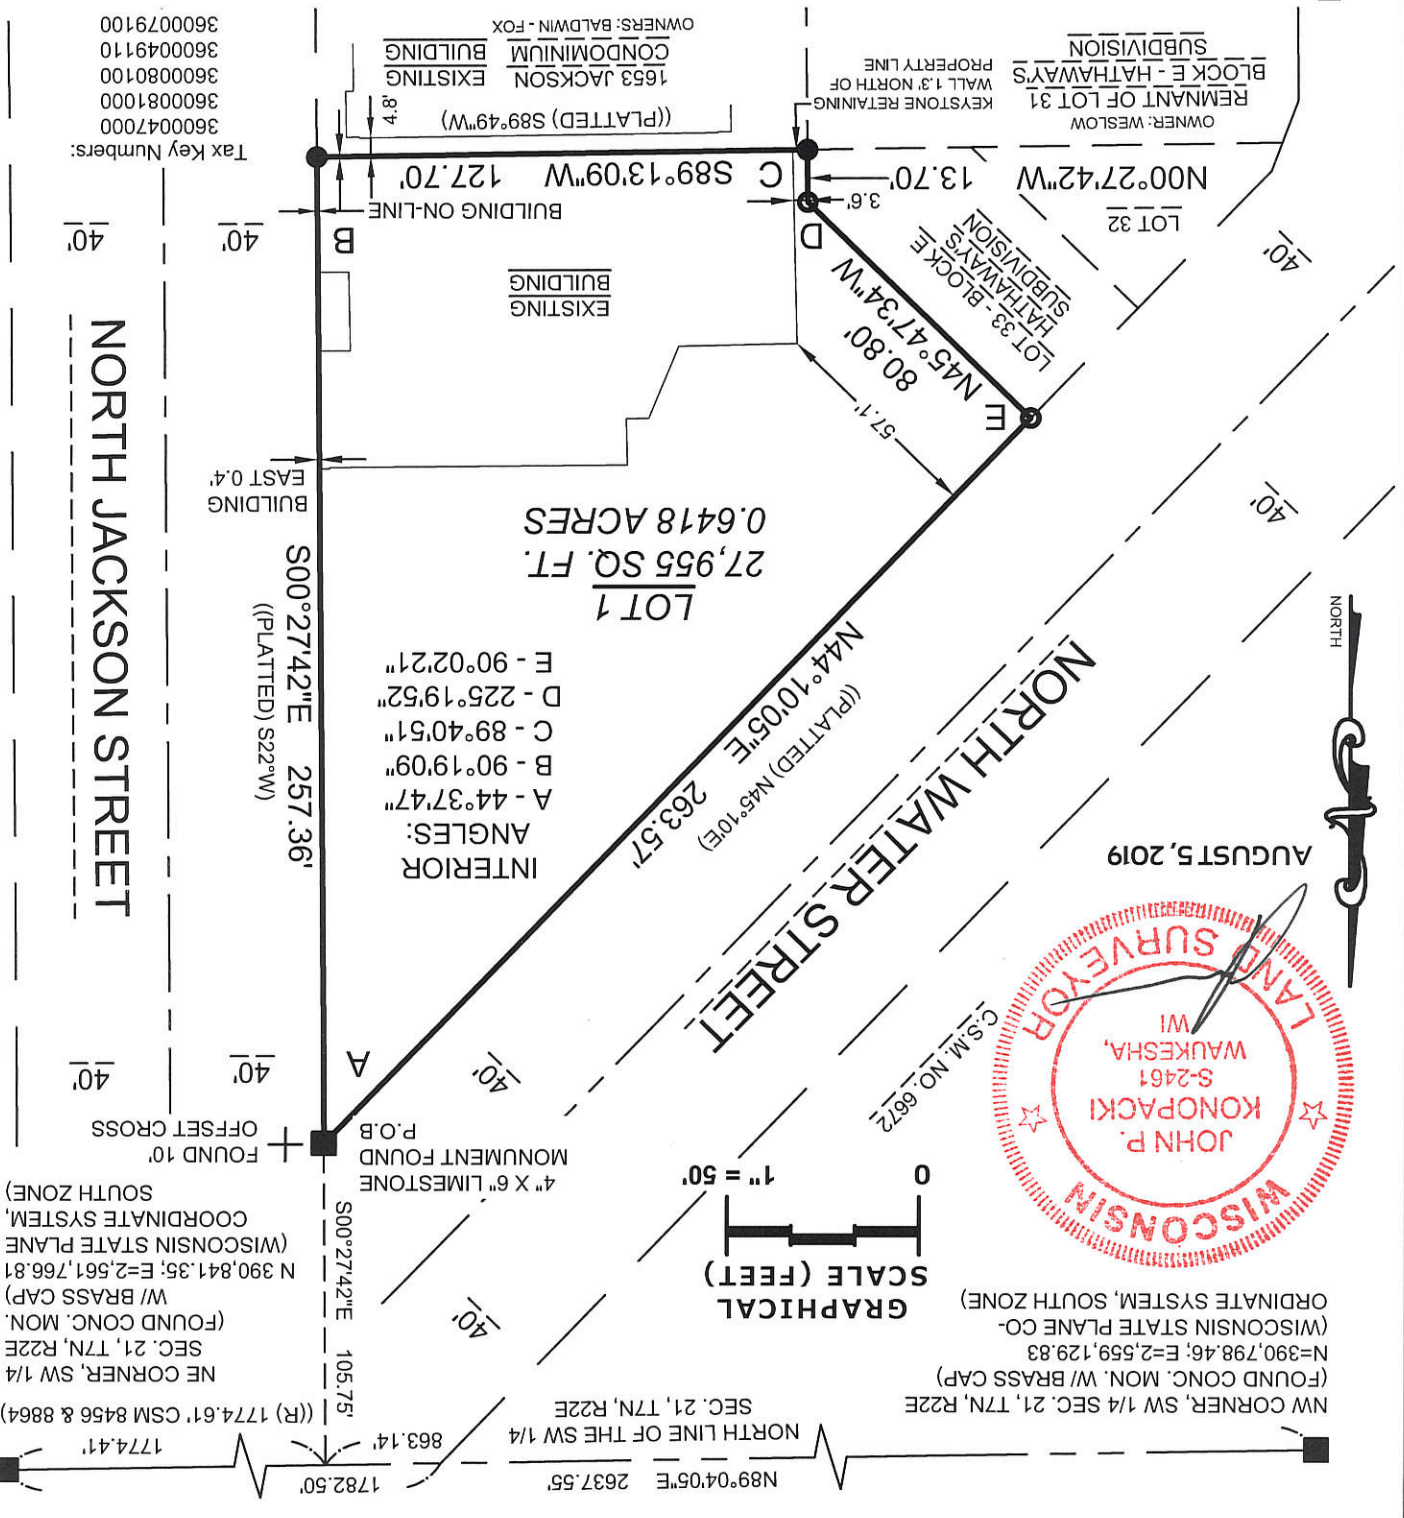 N89°04'05"E 2637.55'
1782.50'
NORTH LINE OF THE SW 1/4
SEC. 21, T7N, R22E
863.14'
1774.41'
((R) 1774.61' CSM 8456 & 8864)
NW CORNER, SW 1/4 SEC. 21, T7N, R22E
(FOUND CONC. MON. W/ BRASS CAP)
N=390,798.46; E=2,559,129.83
(WISCONSIN STATE PLANE CO-
ORDINATE SYSTEM, SOUTH ZONE)
NE CORNER, SW 1/4
SEC. 21, T7N, R22E
(FOUND CONC. MON.
W/ BRASS CAP)
N 390,841.35; E=2,561,766.81
(WISCONSIN STATE PLANE
COORDINATE SYSTEM,
SOUTH ZONE)
S00°27'42"E 105.75'
GRAPHICAL
SCALE (FEET)
0
1" = 50'
40'
4" X 6" LIMESTONE
MONUMENT FOUND
P.O.B
FOUND 10'
OFFSET CROSS
WISCONSIN
JOHN P.
KONOPACKI
S-2461
WAUKESHA,
WI
LAND SURVEYOR
AUGUST 5, 2019
NORTH
C.S.M. NO. 6672
40'
40'
40'
A
NORTH WATER STREET
((PLATTED) N45°10'E)
N44°10'05"E 263.57'
INTERIOR
ANGLES:
A - 44°37'47"
B - 90°19'09"
C - 89°40'51"
D - 225°19'52"
E - 90°02'21"
S00°27'42"E 257.36'
((PLATTED) S22°W)
NORTH JACKSON STREET
LOT 1
27,955 SQ. FT.
0.6418 ACRES
BUILDING
EAST 0.4'
40'
57.1'
E
N45°47'34"W
80.80'
LOT 33 - BLOCK E
HATHAWAY'S
SUBDIVISION
EXISTING
BUILDING
40'
40'
40'
D
B
BUILDING ON-LINE
3.6'
LOT 32
N00°27'42"W 13.70'
C
S89°13'09"W 127.70'
OWNER: WESLOW
REMNANT OF LOT 31
BLOCK E - HATHAWAY'S
SUBDIVISION
KEYSTONE RETAINING
WALL 1.3' NORTH OF
PROPERTY LINE
((PLATTED) S89°49"W)
4.8'
1653 JACKSON
CONDOMINIUM
OWNERS: BALDWIN - FOX
EXISTING
BUILDING
Tax Key Numbers:
3600047000
3600081000
3600080100
3600049110
3600079100